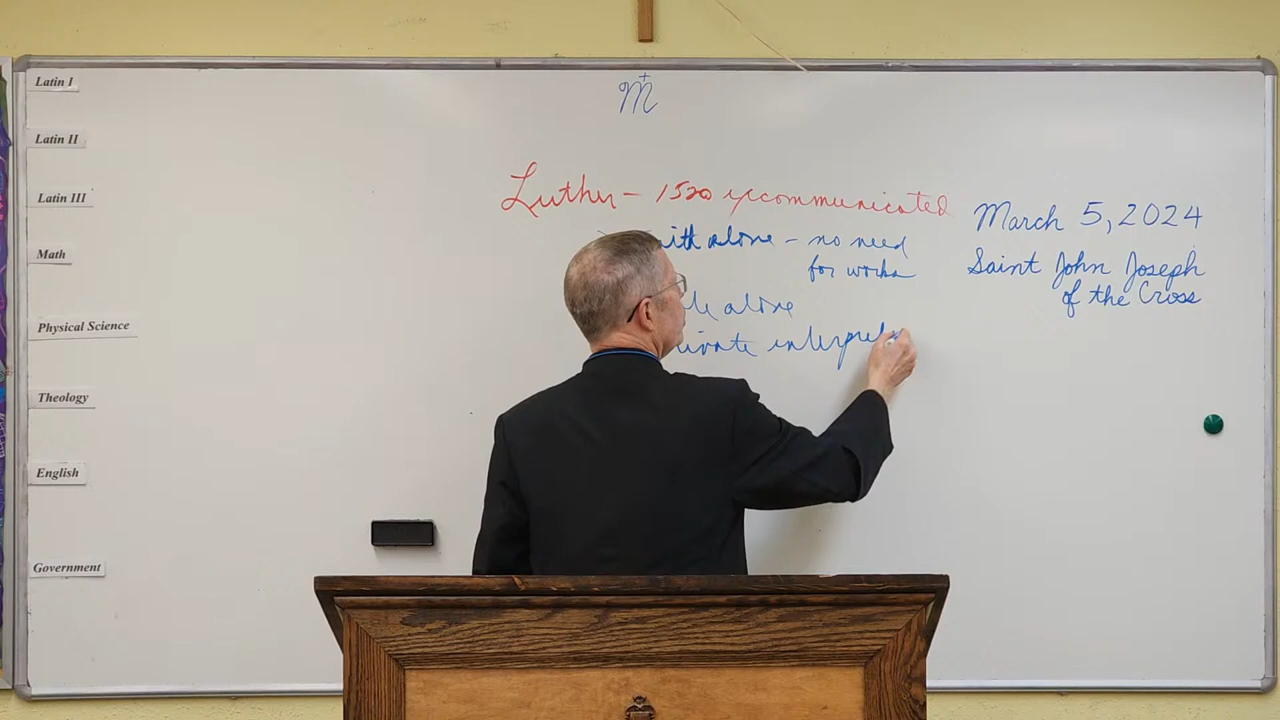 Latin I
Latin II
Latin III
Math
Physical Science
Theology
English
Government
M
Luther – 1520 excommunicated
alone – no need
for works
alone
March 5, 2024
Saint John Joseph
of the Cross